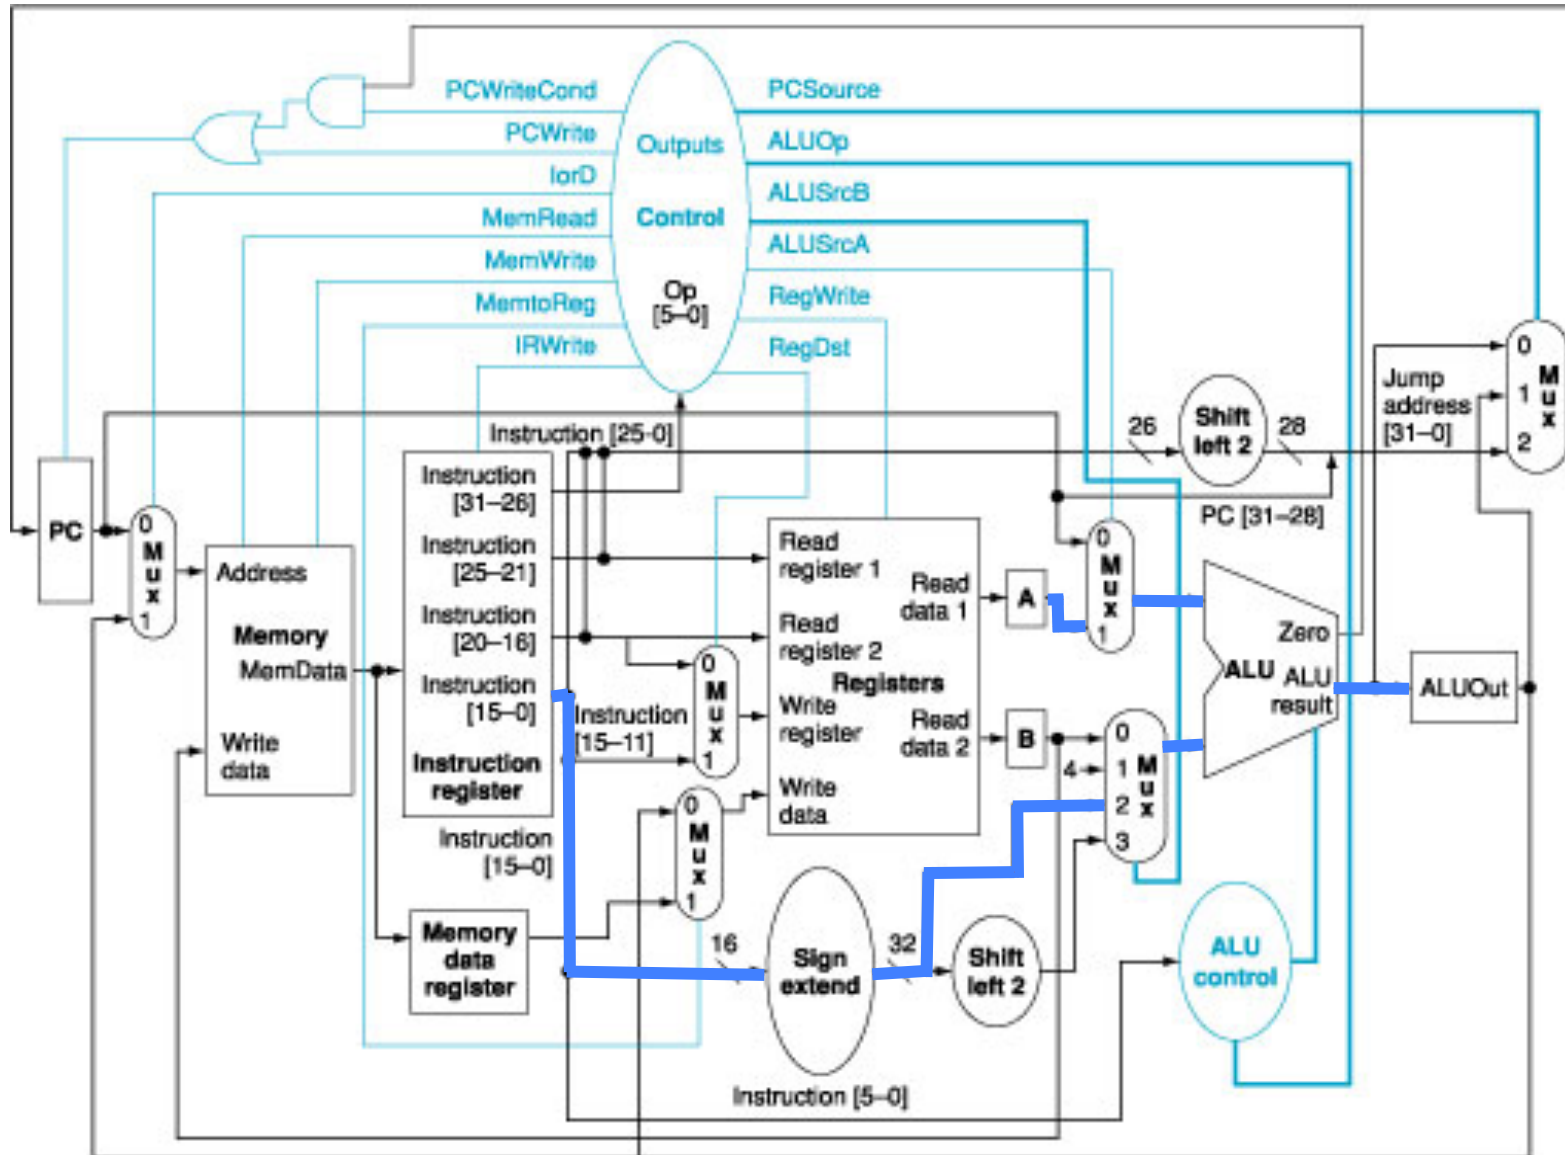 PCWriteCond
PCWrite
IorD
MemRead
MemWrite
MemtoReg
IRWrite
Outputs
Control
Op
[5–0]
PCSource
ALUOp
ALUSrcB
ALUSrcA
RegWrite
RegDst
Instruction [25-0]
26
Shift
left 2
28
Jump
address
[31–0]
0
1
2
M
u
x
PC [31–28]
PC
0
M
u
x
1
Address
Memory
MemData
Write
data
Instruction
[31–26]
Instruction
[25–21]
Instruction
[20–16]
Instruction
[15–0]
Instruction
register
Instruction
[15–0]
Instruction
[15–11]
0
M
u
x
1
0
M
u
x
1
Memory
data
register
Read
register 1
Read
register 2
Registers
Write
register
Write
data
Read
data 1
Read
data 2
A
B
0
M
u
x
1
4
0
1
2
3
M
u
x
Zero
ALU
ALU
result
ALUOut
16
Sign
extend
32
Shift
left 2
ALU
control
Instruction [5–0]